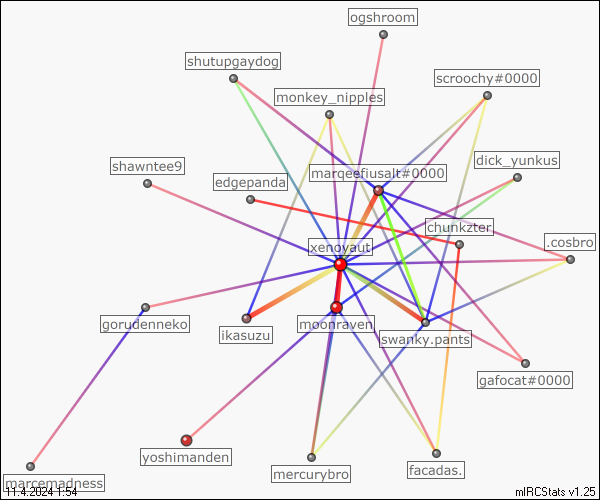 ogshroom
shutupgaydog
scroochy#0000
monkey_nipples
dick_yunkus
shawntee9
marqeefiusalt#0000
edgepanda
chunkzter
xenoyaut
.cosbro
gorudenneko
ikasuzu
moonraven
swanky.pants
gafocat#0000
yoshimanden
mercurybro
facadas.
marcemadness
11.4.2024 1:54
mIRCStats v1.25